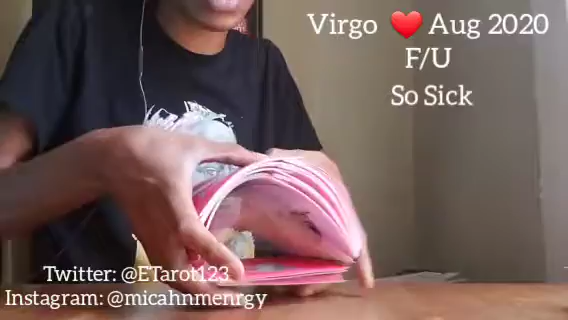 Virgo ❤️ Aug 2020
F/U
So Sick
Twitter: @ETarot123
Instagram: @micahnmenrgy